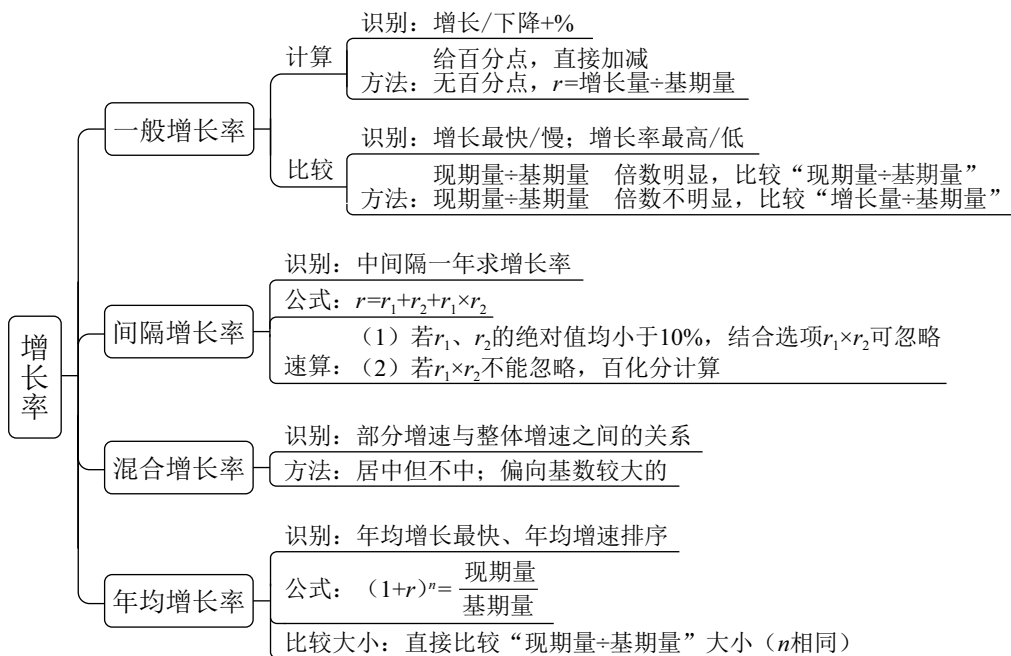 增长率
一般增长率
计算
识别：增长/下降+%
给百分点，直接加减
方法：无百分点，r=增长量÷基期量
比较
识别：增长最快/慢；增长率最高/低
现期量÷基期量 倍数明显，比较“现期量÷基期量”
方法：现期量÷基期量 倍数不明显，比较“增长量÷基期量”
间隔增长率
识别：中间隔一年求增长率
公式：r=r₁+r₂+r₁×r₂
（1）若r₁、r₂的绝对值均小于10%，结合选项r₁×r₂可忽略
速算：（2）若r₁×r₂不能忽略，百化分计算
混合增长率
识别：部分增速与整体增速之间的关系
方法：居中但不中；偏向基数较大的
年均增长率
识别：年均增长最快、年均增速排序
公式：（1+r）ⁿ=现期量/基期量
比较大小：直接比较“现期量÷基期量”大小（n相同）